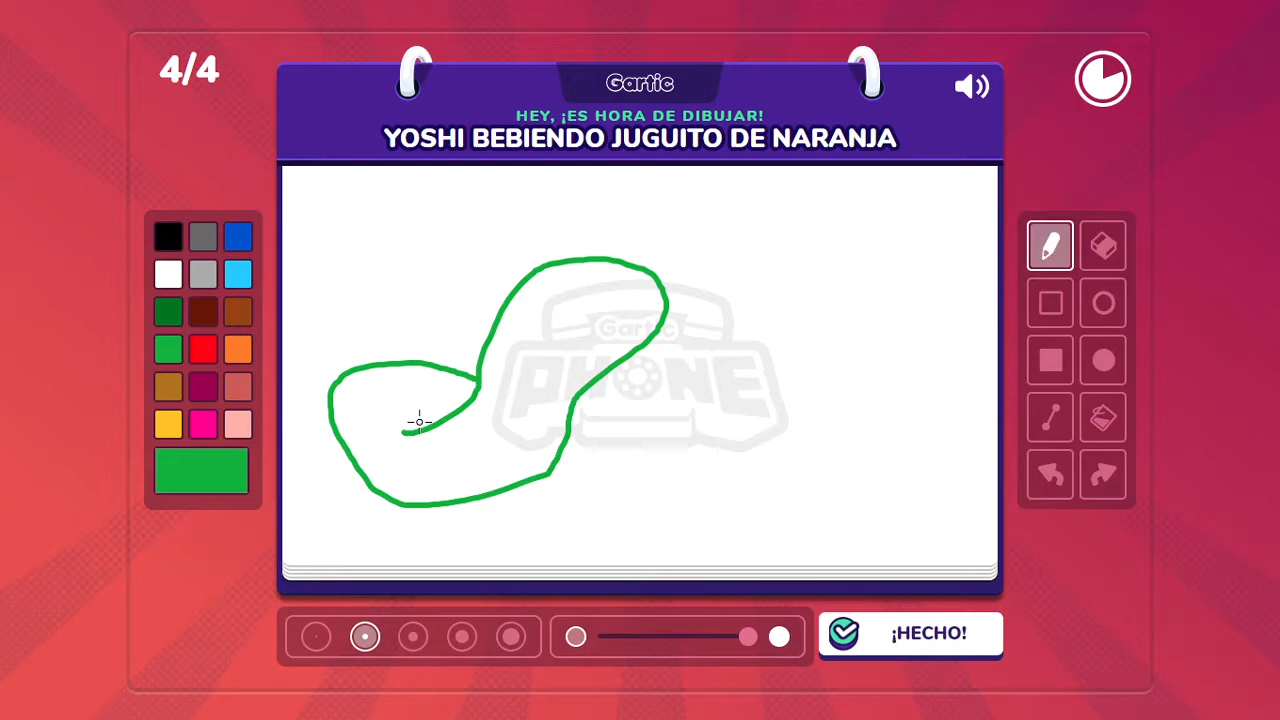 4/4
Gartic
HEY, ¡ES HORA DE DIBUJAR!
YOSHI BEBIENDO JUGUITO DE NARANJA
Gartic
PHONE
¡HECHO!